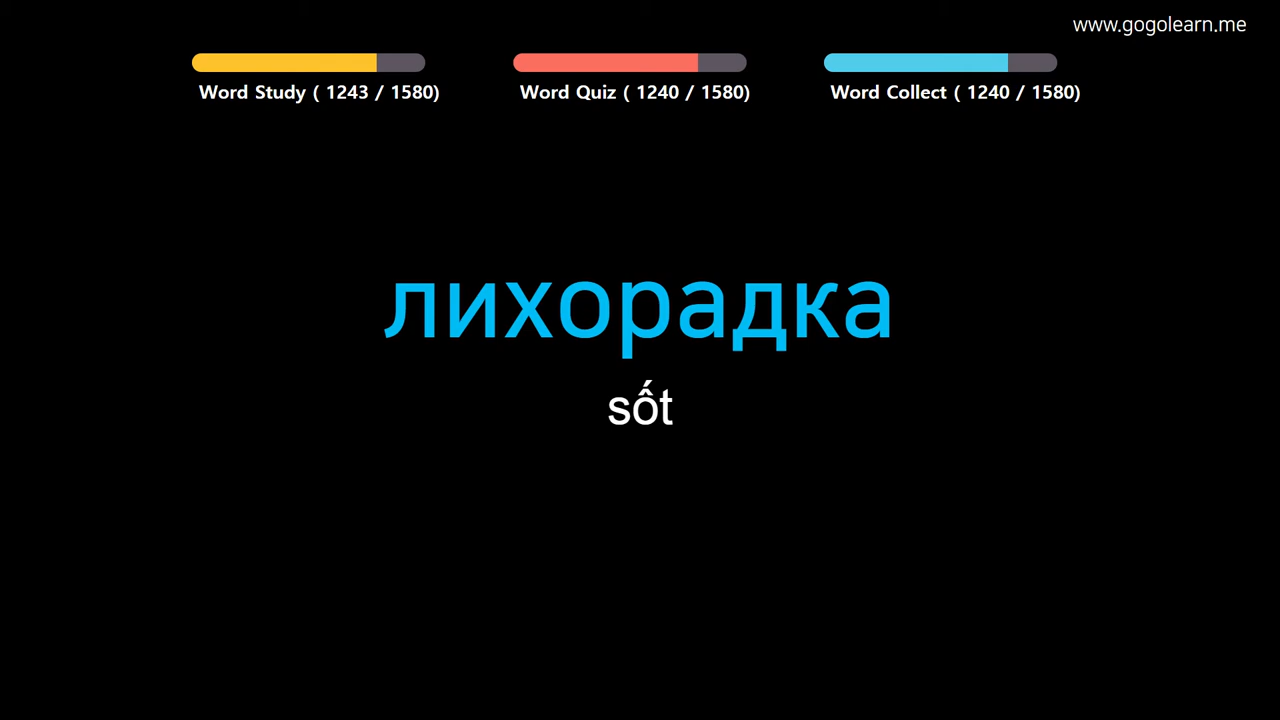 www.gogolearn.me
Word Study ( 1243 / 1580)
Word Quiz ( 1240 / 1580)
Word Collect ( 1240 / 1580)
лихорадка
sốt